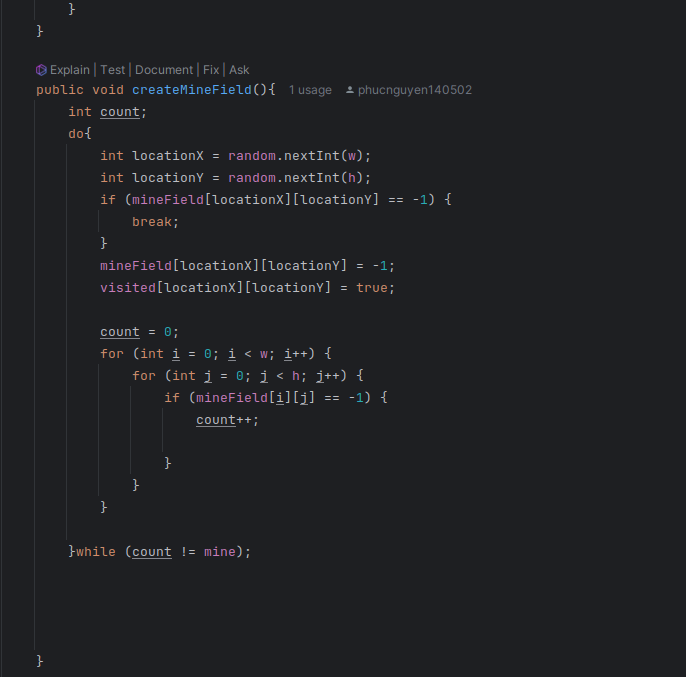 }
}
Explain | Test | Document | Fix | Ask
public void createMineField(){ 1 usage phucnguyen140502
int count;
do{
int locationX = random.nextInt(w);
int locationY = random.nextInt(h);
if (mineField[locationX][locationY] == -1) {
break;
}
mineField[locationX][locationY] = -1;
visited[locationX][locationY] = true;
count = 0;
for (int i = 0; i < w; i++) {
for (int j = 0; j < h; j++) {
if (mineField[i][j] == -1) {
count++;
}
}
}
}while (count != mine);
}